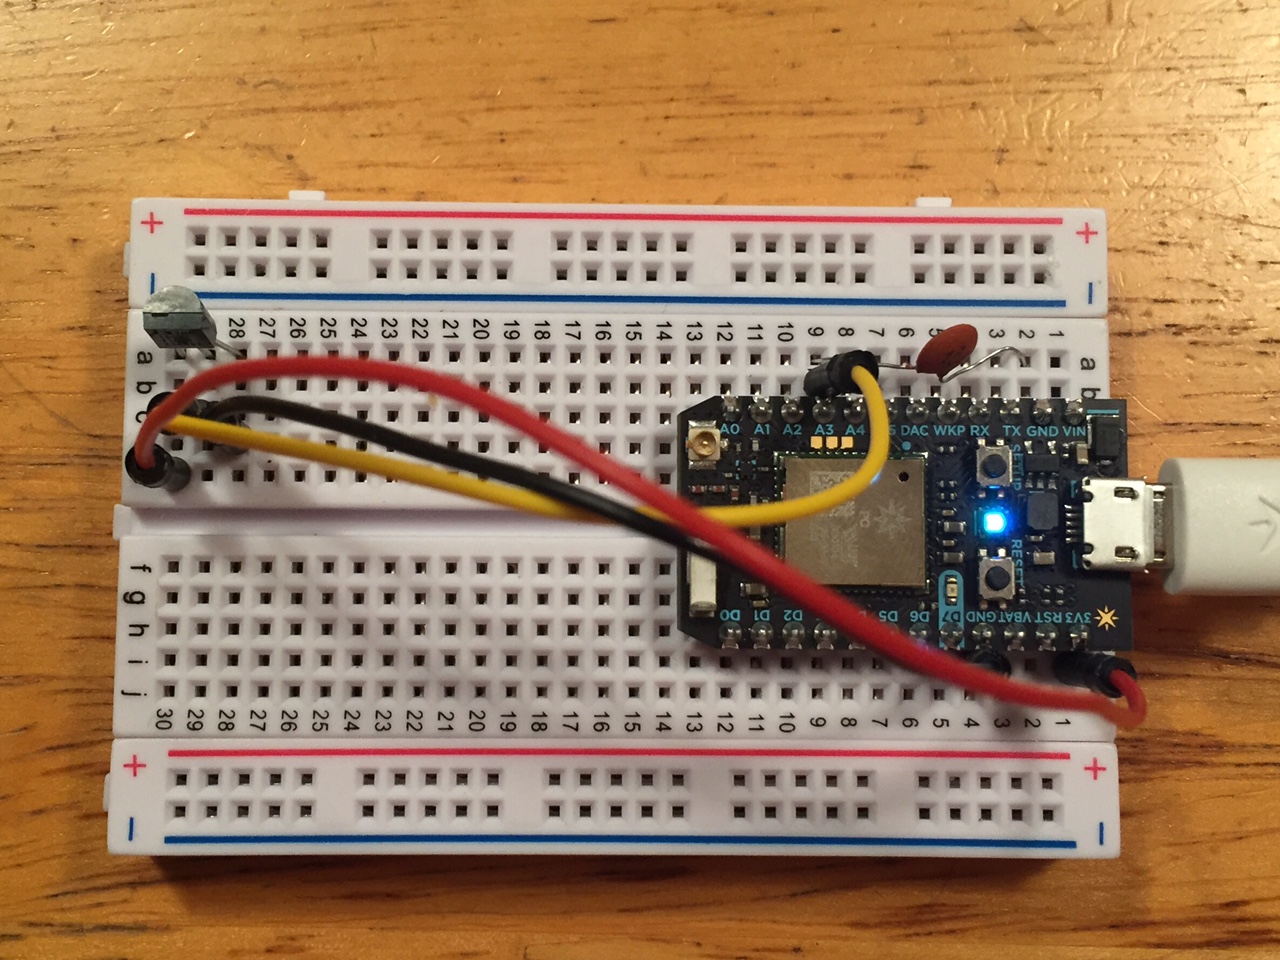 + +
- -
28 27 26 25 24 23 22 21 20 19 18 17 16 15 14 13 12 11 10 9 8 7 6 5 3 2 1
a a
b b
c
A0 A1 A2 A3 A4 DAC WKP RX TX GND VIN
SETUP
RESET
f
g
h
D0 D1 D2 D5 D6 D7 GND VBAT RST 3V3
i
j
30 29 28 27 26 25 24 23 22 21 20 19 18 17 16 15 14 13 12 11 10 9 8 7 6 5 4 3 2 1
+ +
- -